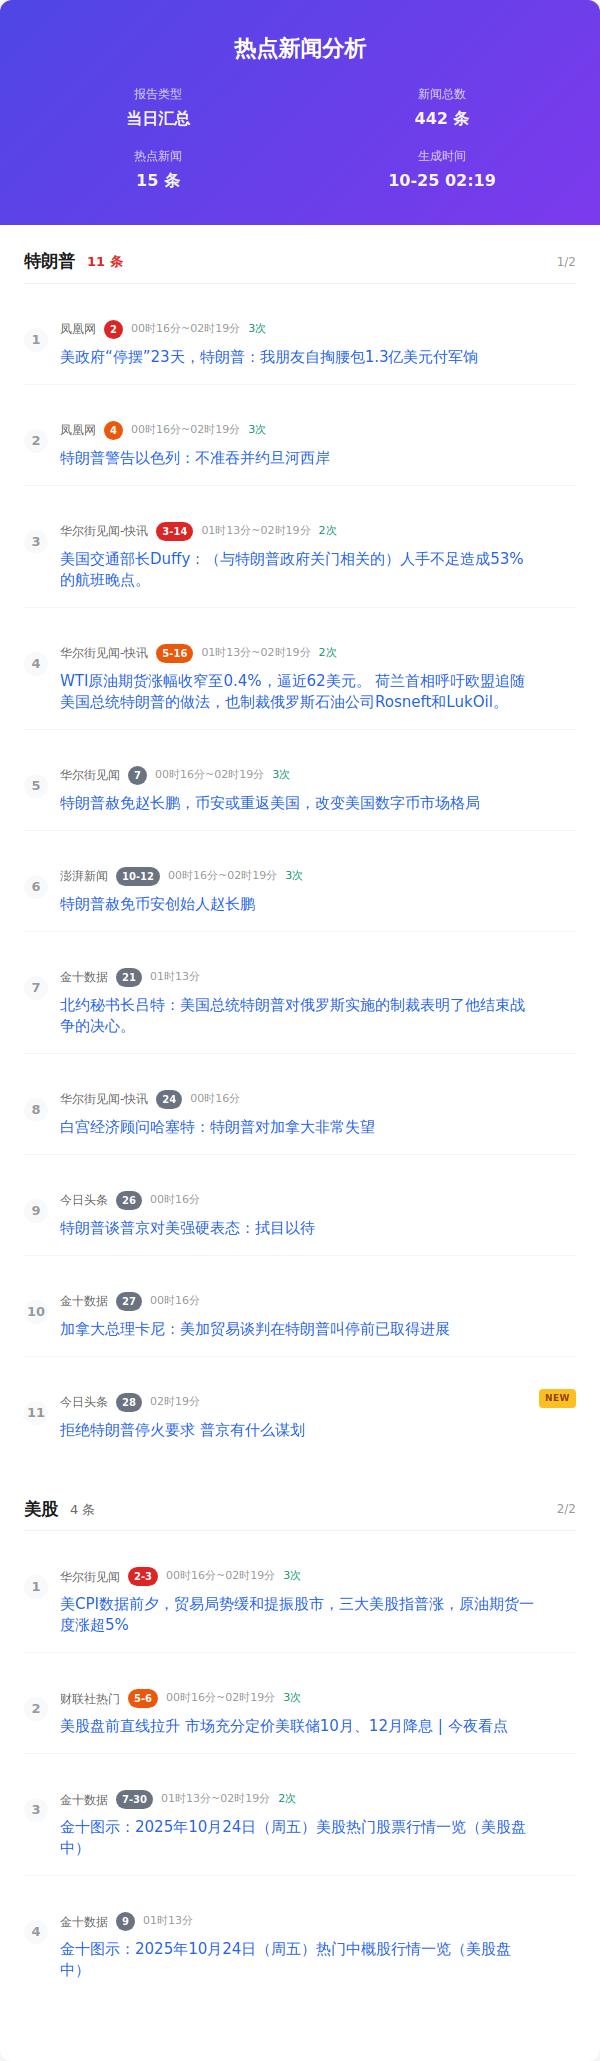 热点新闻分析
报告类型
新闻总数
当日汇总
442 条
热点新闻
生成时间
15 条
10-25 02:19
特朗普 11 条 1/2
1 凤凰网 2 00时16分~02时19分 3次
美政府“停摆”23天，特朗普：我朋友自掏腰包1.3亿美元付军饷
2 凤凰网 4 00时16分~02时19分 3次
特朗普警告以色列：不准吞并约旦河西岸
3 华尔街见闻-快讯 3-14 01时13分~02时19分 2次
美国交通部长Duffy：（与特朗普政府关门相关的）人手不足造成53%
的航班晚点。
4 华尔街见闻-快讯 5-16 01时13分~02时19分 2次
WTI原油期货涨幅收窄至0.4%，逼近62美元。 荷兰首相呼吁欧盟追随
美国总统特朗普的做法，也制裁俄罗斯石油公司Rosneft和LukOil。
5 华尔街见闻 7 00时16分~02时19分 3次
特朗普赦免赵长鹏，币安或重返美国，改变美国数字币市场格局
6 澎湃新闻 10-12 00时16分~02时19分 3次
特朗普赦免币安创始人赵长鹏
7 金十数据 21 01时13分
北约秘书长吕特：美国总统特朗普对俄罗斯实施的制裁表明了他结束战
争的决心。
8 华尔街见闻-快讯 24 00时16分
白宫经济顾问哈塞特：特朗普对加拿大非常失望
9 今日头条 26 00时16分
特朗普谈普京对美强硬表态：拭目以待
10 金十数据 27 00时16分
加拿大总理卡尼：美加贸易谈判在特朗普叫停前已取得进展
11 今日头条 28 02时19分 NEW
拒绝特朗普停火要求 普京有什么谋划
美股 4 条 2/2
1 华尔街见闻 2-3 00时16分~02时19分 3次
美CPI数据前夕，贸易局势缓和提振股市，三大美股指普涨，原油期货一
度涨超5%
2 财联社热门 5-6 00时16分~02时19分 3次
美股盘前直线拉升 市场充分定价美联储10月、12月降息 | 今夜看点
3 金十数据 7-30 01时13分~02时19分 2次
金十图示：2025年10月24日（周五）美股热门股票行情一览（美股盘
中）
4 金十数据 9 01时13分
金十图示：2025年10月24日（周五）热门中概股行情一览（美股盘
中）